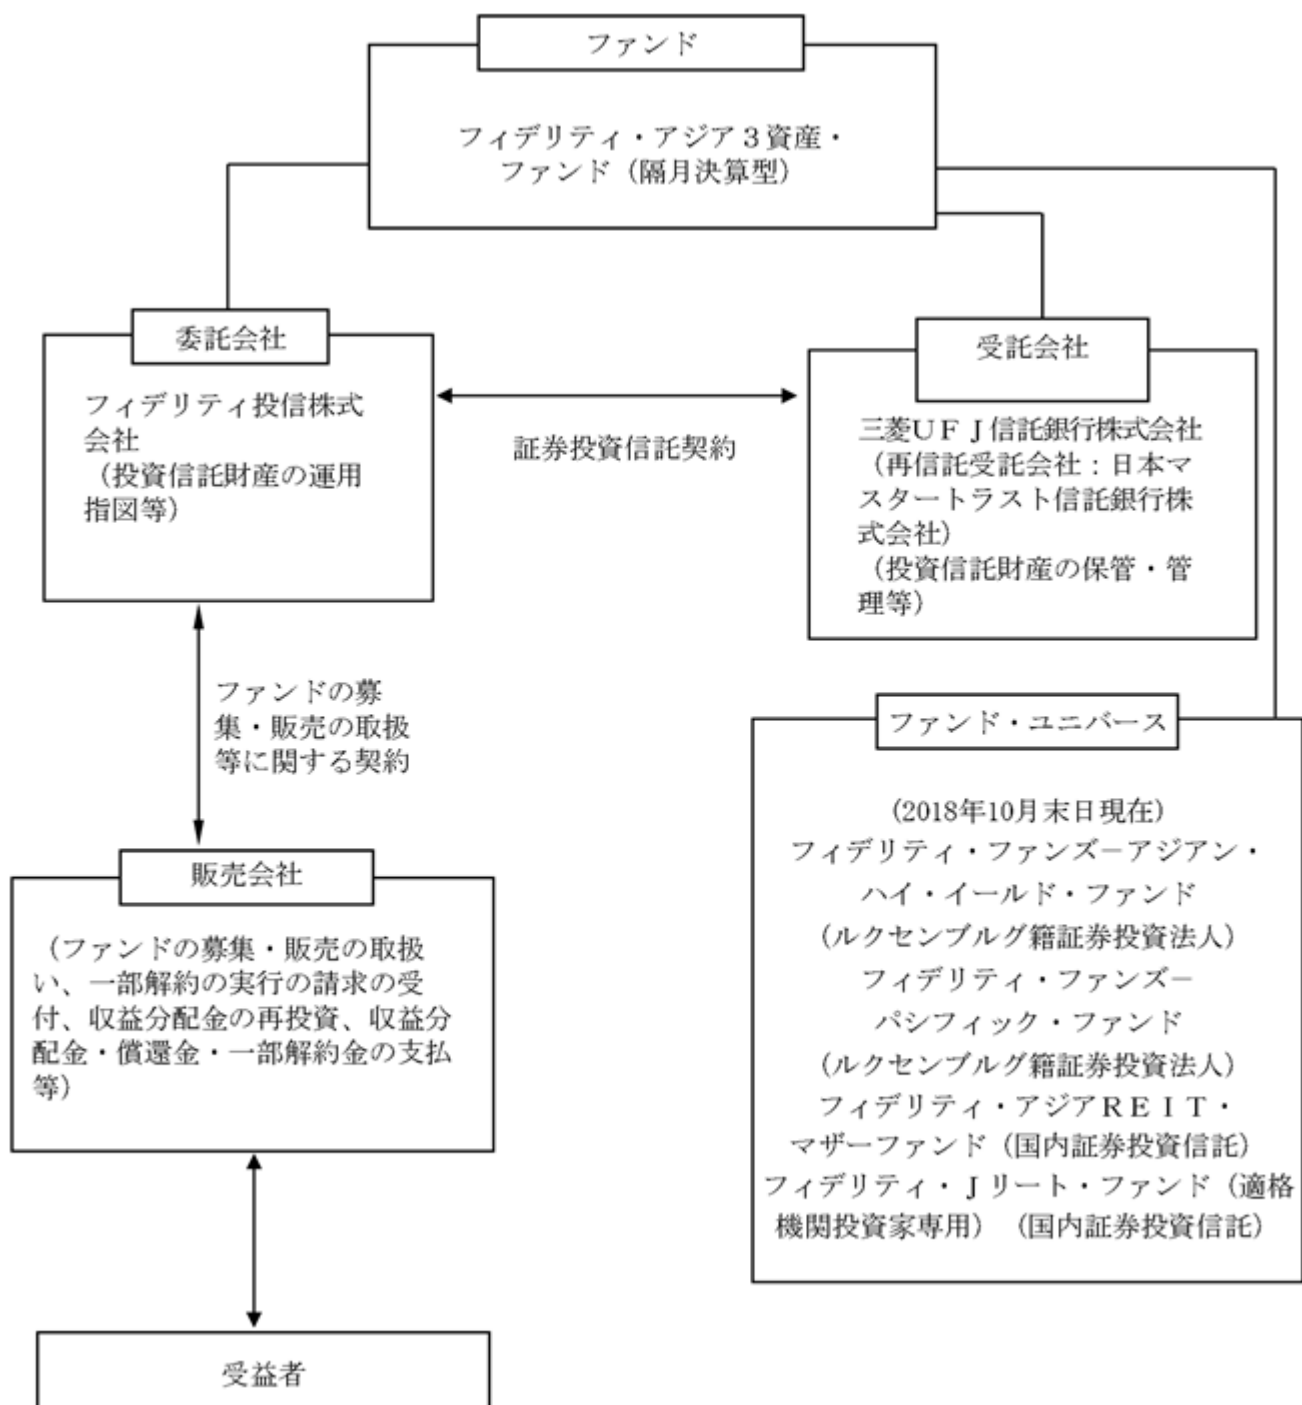 ファンド
フィデリティ・アジア３資産・
ファンド（隔月決算型）
委託会社
フィデリティ投信株式
会社
（投資信託財産の運用
指図等）
証券投資信託契約
受託会社
三菱ＵＦＪ信託銀行株式会社
（再信託受託会社：日本マ
スタートラスト信託銀行株
式会社）
（投資信託財産の保管・管
理等）
ファンドの募
集・販売の取扱
等に関する契約
販売会社
（ファンドの募集・販売の取扱
い、一部解約の実行の請求の受
付、収益分配金の再投資、収益分
配金・償還金・一部解約金の支払
等）
受益者
ファンド・ユニバース
(2018年10月末日現在)
フィデリティ・ファンズ－アジアン・
ハイ・イールド・ファンド
（ルクセンブルグ籍証券投資法人）
フィデリティ・ファンズ－
パシフィック・ファンド
（ルクセンブルグ籍証券投資法人）
フィデリティ・アジアＲＥＩＴ・
マザーファンド（国内証券投資信託）
フィデリティ・Ｊリート・ファンド（適格
機関投資家専用）（国内証券投資信託）